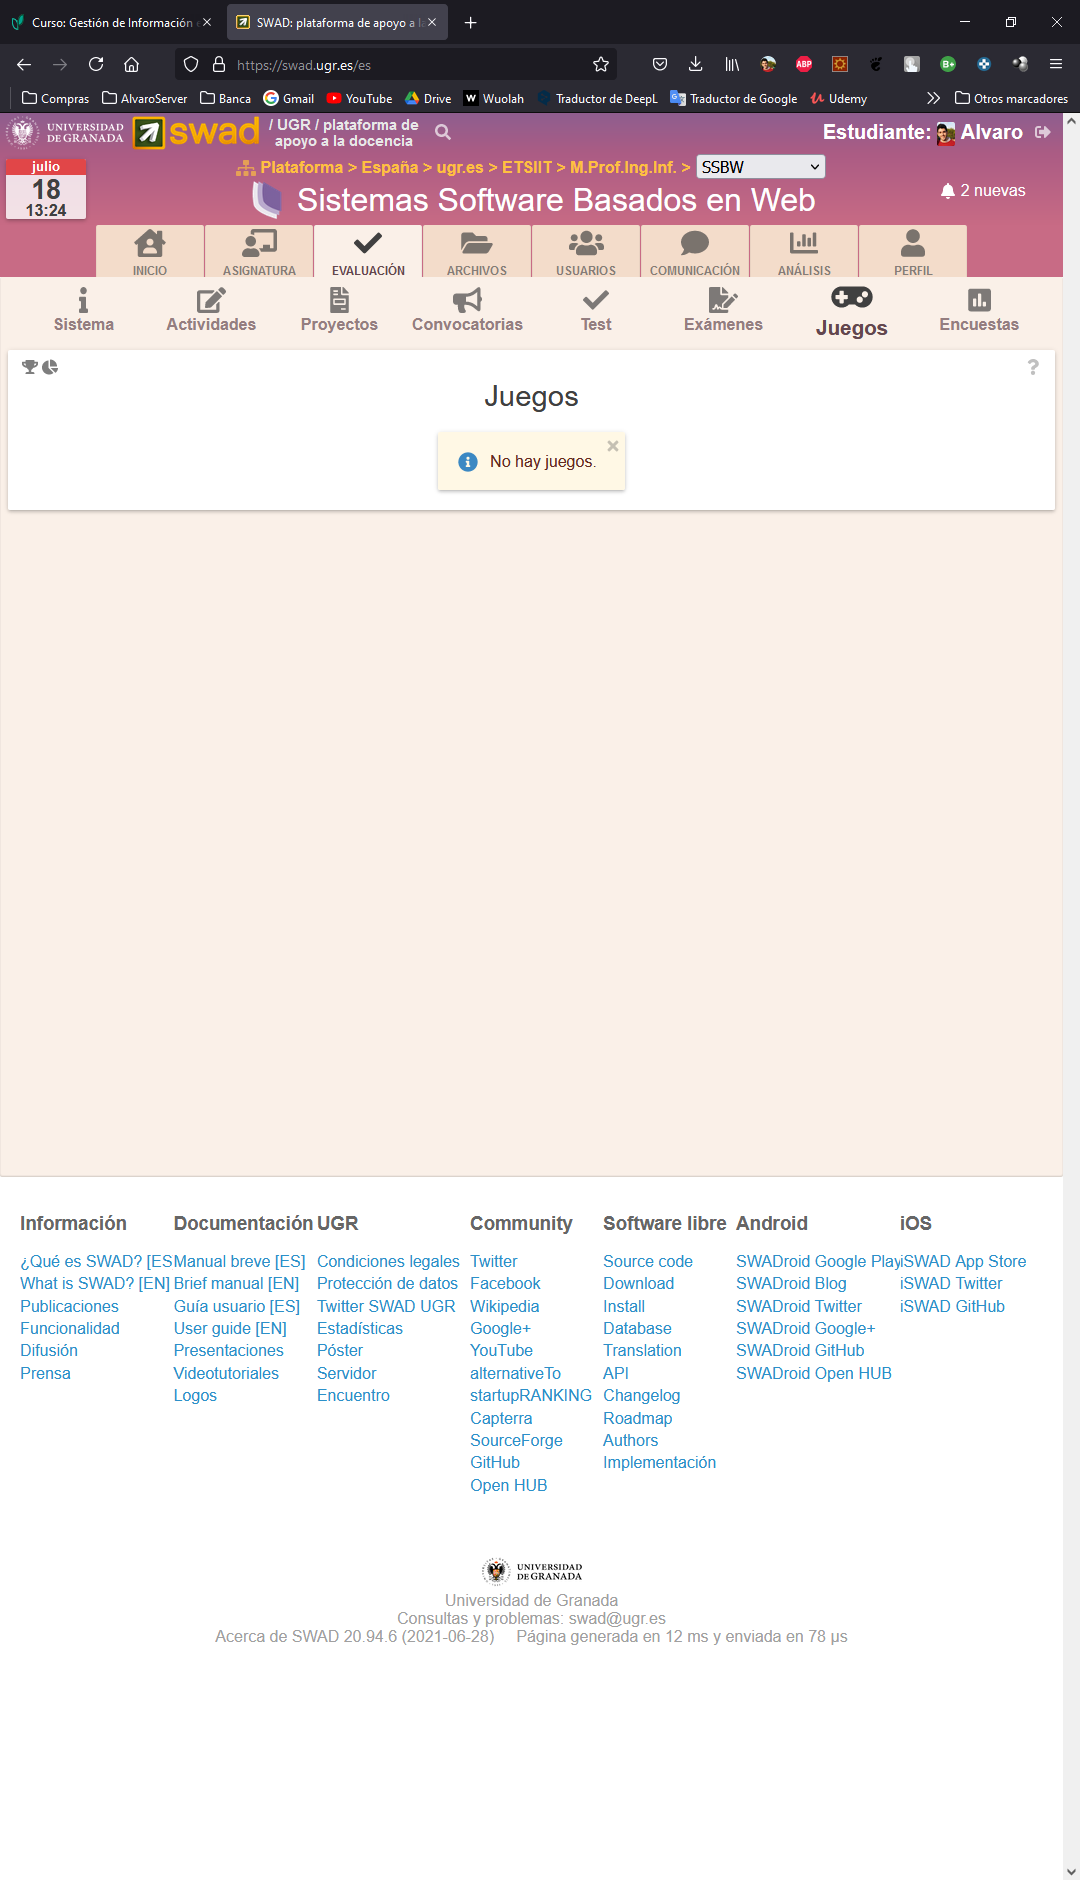 Curso: Gestión de Información e
SWAD: plataforma de apoyo a la
https://swad.ugr.es/es
Compras AlvaroServer Banca Gmail YouTube Drive Wuolah Traductor de DeepL Traductor de Google Udemy Otros marcadores
UNIVERSIDAD DE GRANADA
swad
/ UGR / plataforma de
apoyo a la docencia
Estudiante: Alvaro
julio
18
13:24
Plataforma > España > ugr.es > ETSIIT > M.Prof.Ing.Inf. > SSBW
Sistemas Software Basados en Web
2 nuevas
INICIO ASIGNATURA EVALUACIÓN ARCHIVOS USUARIOS COMUNICACIÓN ANÁLISIS PERFIL
Sistema Actividades Proyectos Convocatorias Test Exámenes Juegos Encuestas
?
Juegos
No hay juegos.
Información
¿Qué es SWAD? [ES
What is SWAD? [EN]
Publicaciones
Funcionalidad
Difusión
Prensa
Documentación
Manual breve [ES]
Brief manual [EN]
Guía usuario [ES]
User guide [EN]
Presentaciones
Videotutoriales
Logos
UGR
Condiciones legales
Protección de datos
Twitter SWAD UGR
Estadísticas
Póster
Servidor
Encuentro
Community
Twitter
Facebook
Wikipedia
Google+
YouTube
alternativeTo
startupRANKING
Capterra
SourceForge
GitHub
Open HUB
Software libre
Source code
Download
Install
Database
Translation
API
Changelog
Roadmap
Authors
Implementación
Android
SWADroid Google Play
SWADroid Blog
SWADroid Twitter
SWADroid Google+
SWADroid GitHub
SWADroid Open HUB
iOS
iSWAD App Store
iSWAD Twitter
iSWAD GitHub
UNIVERSIDAD
DE GRANADA
Universidad de Granada
Consultas y problemas: swad@ugr.es
Acerca de SWAD 20.94.6 (2021-06-28) Página generada en 12 ms y enviada en 78 µs